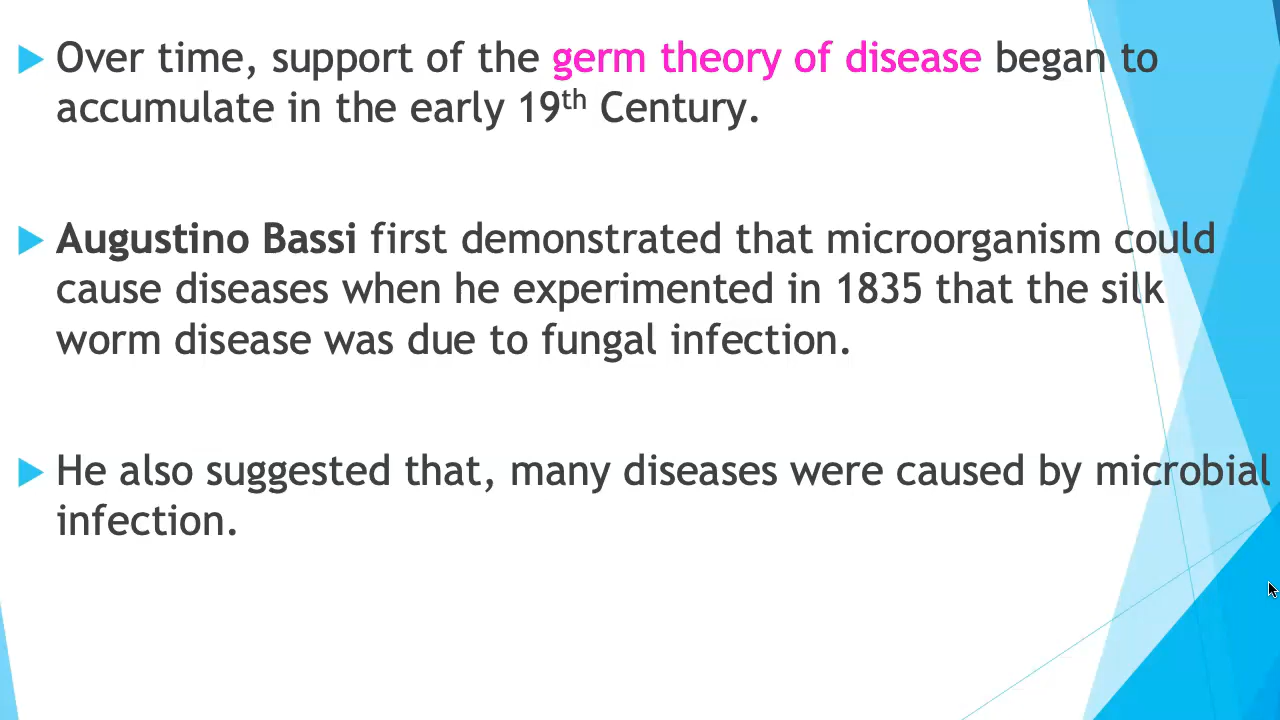 Over time, support of the germ theory of disease began to
accumulate in the early 19th Century.
Augustino Bassi first demonstrated that microorganism could
cause diseases when he experimented in 1835 that the silk
worm disease was due to fungal infection.
He also suggested that, many diseases were caused by microbial
infection.